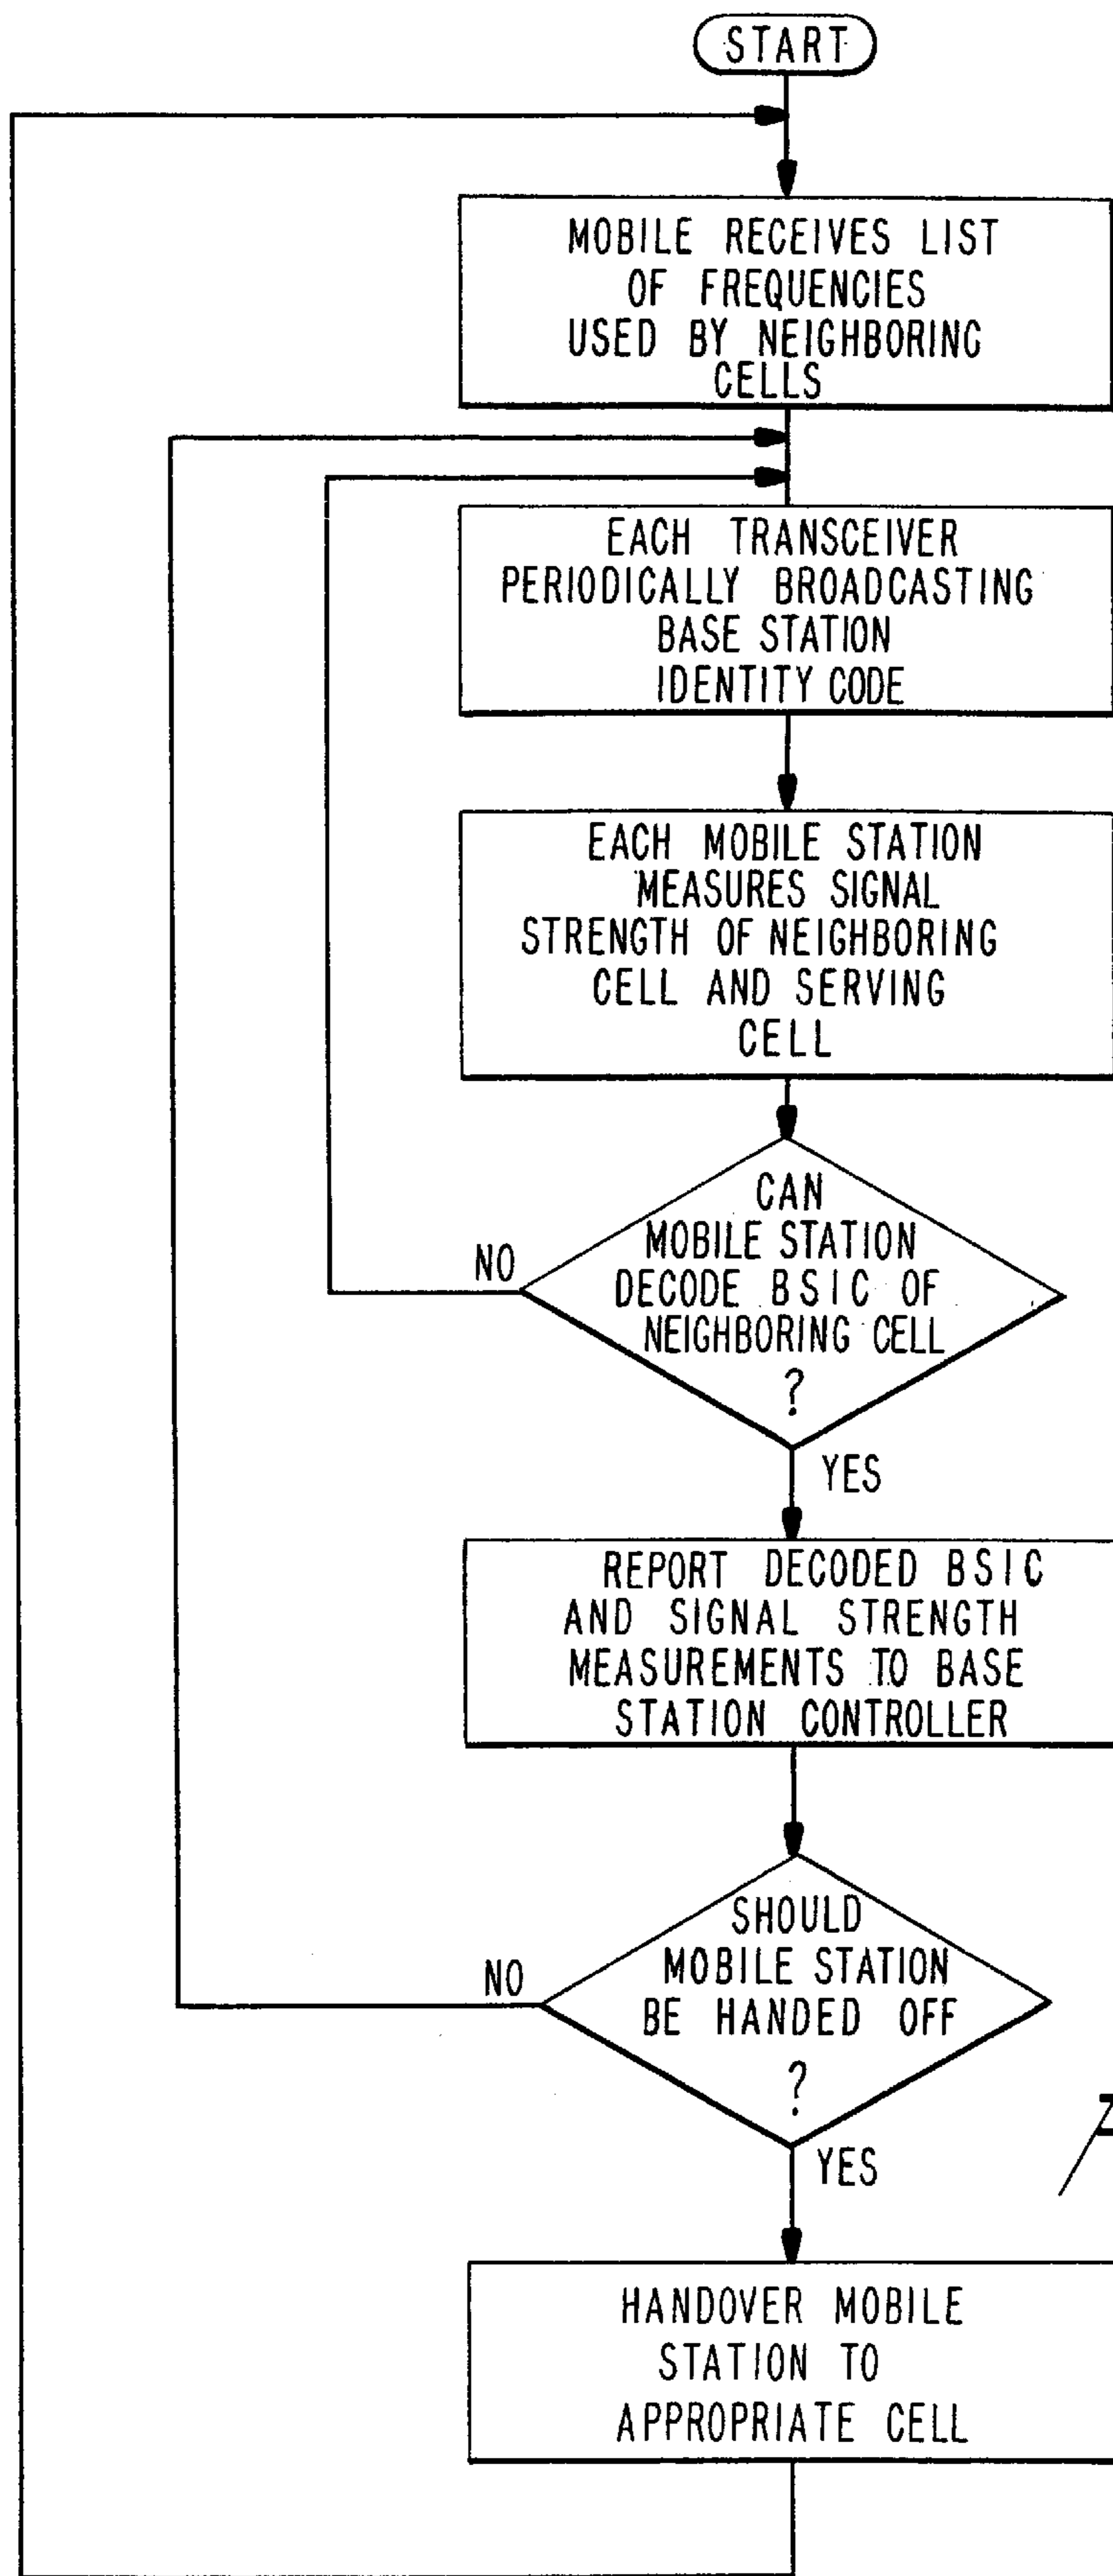 START
MOBILE RECEIVES LIST
OF FREQUENCIES
USED BY NEIGHBORING
CELLS
EACH TRANSCEIVER
PERIODICALLY BROADCASTING
BASE STATION
IDENTITY CODE
EACH MOBILE STATION
MEASURES SIGNAL
STRENGTH OF NEIGHBORING
CELL AND SERVING
CELL
CAN
MOBILE STATION
DECODE BSIC OF
NEIGHBORING CELL
?
NO
YES
REPORT DECODED BSIC
AND SIGNAL STRENGTH
MEASUREMENTS TO BASE
STATION CONTROLLER
SHOULD
MOBILE STATION
BE HANDED OFF
?
NO
YES
HANDOVER MOBILE
STATION TO
APPROPRIATE CELL